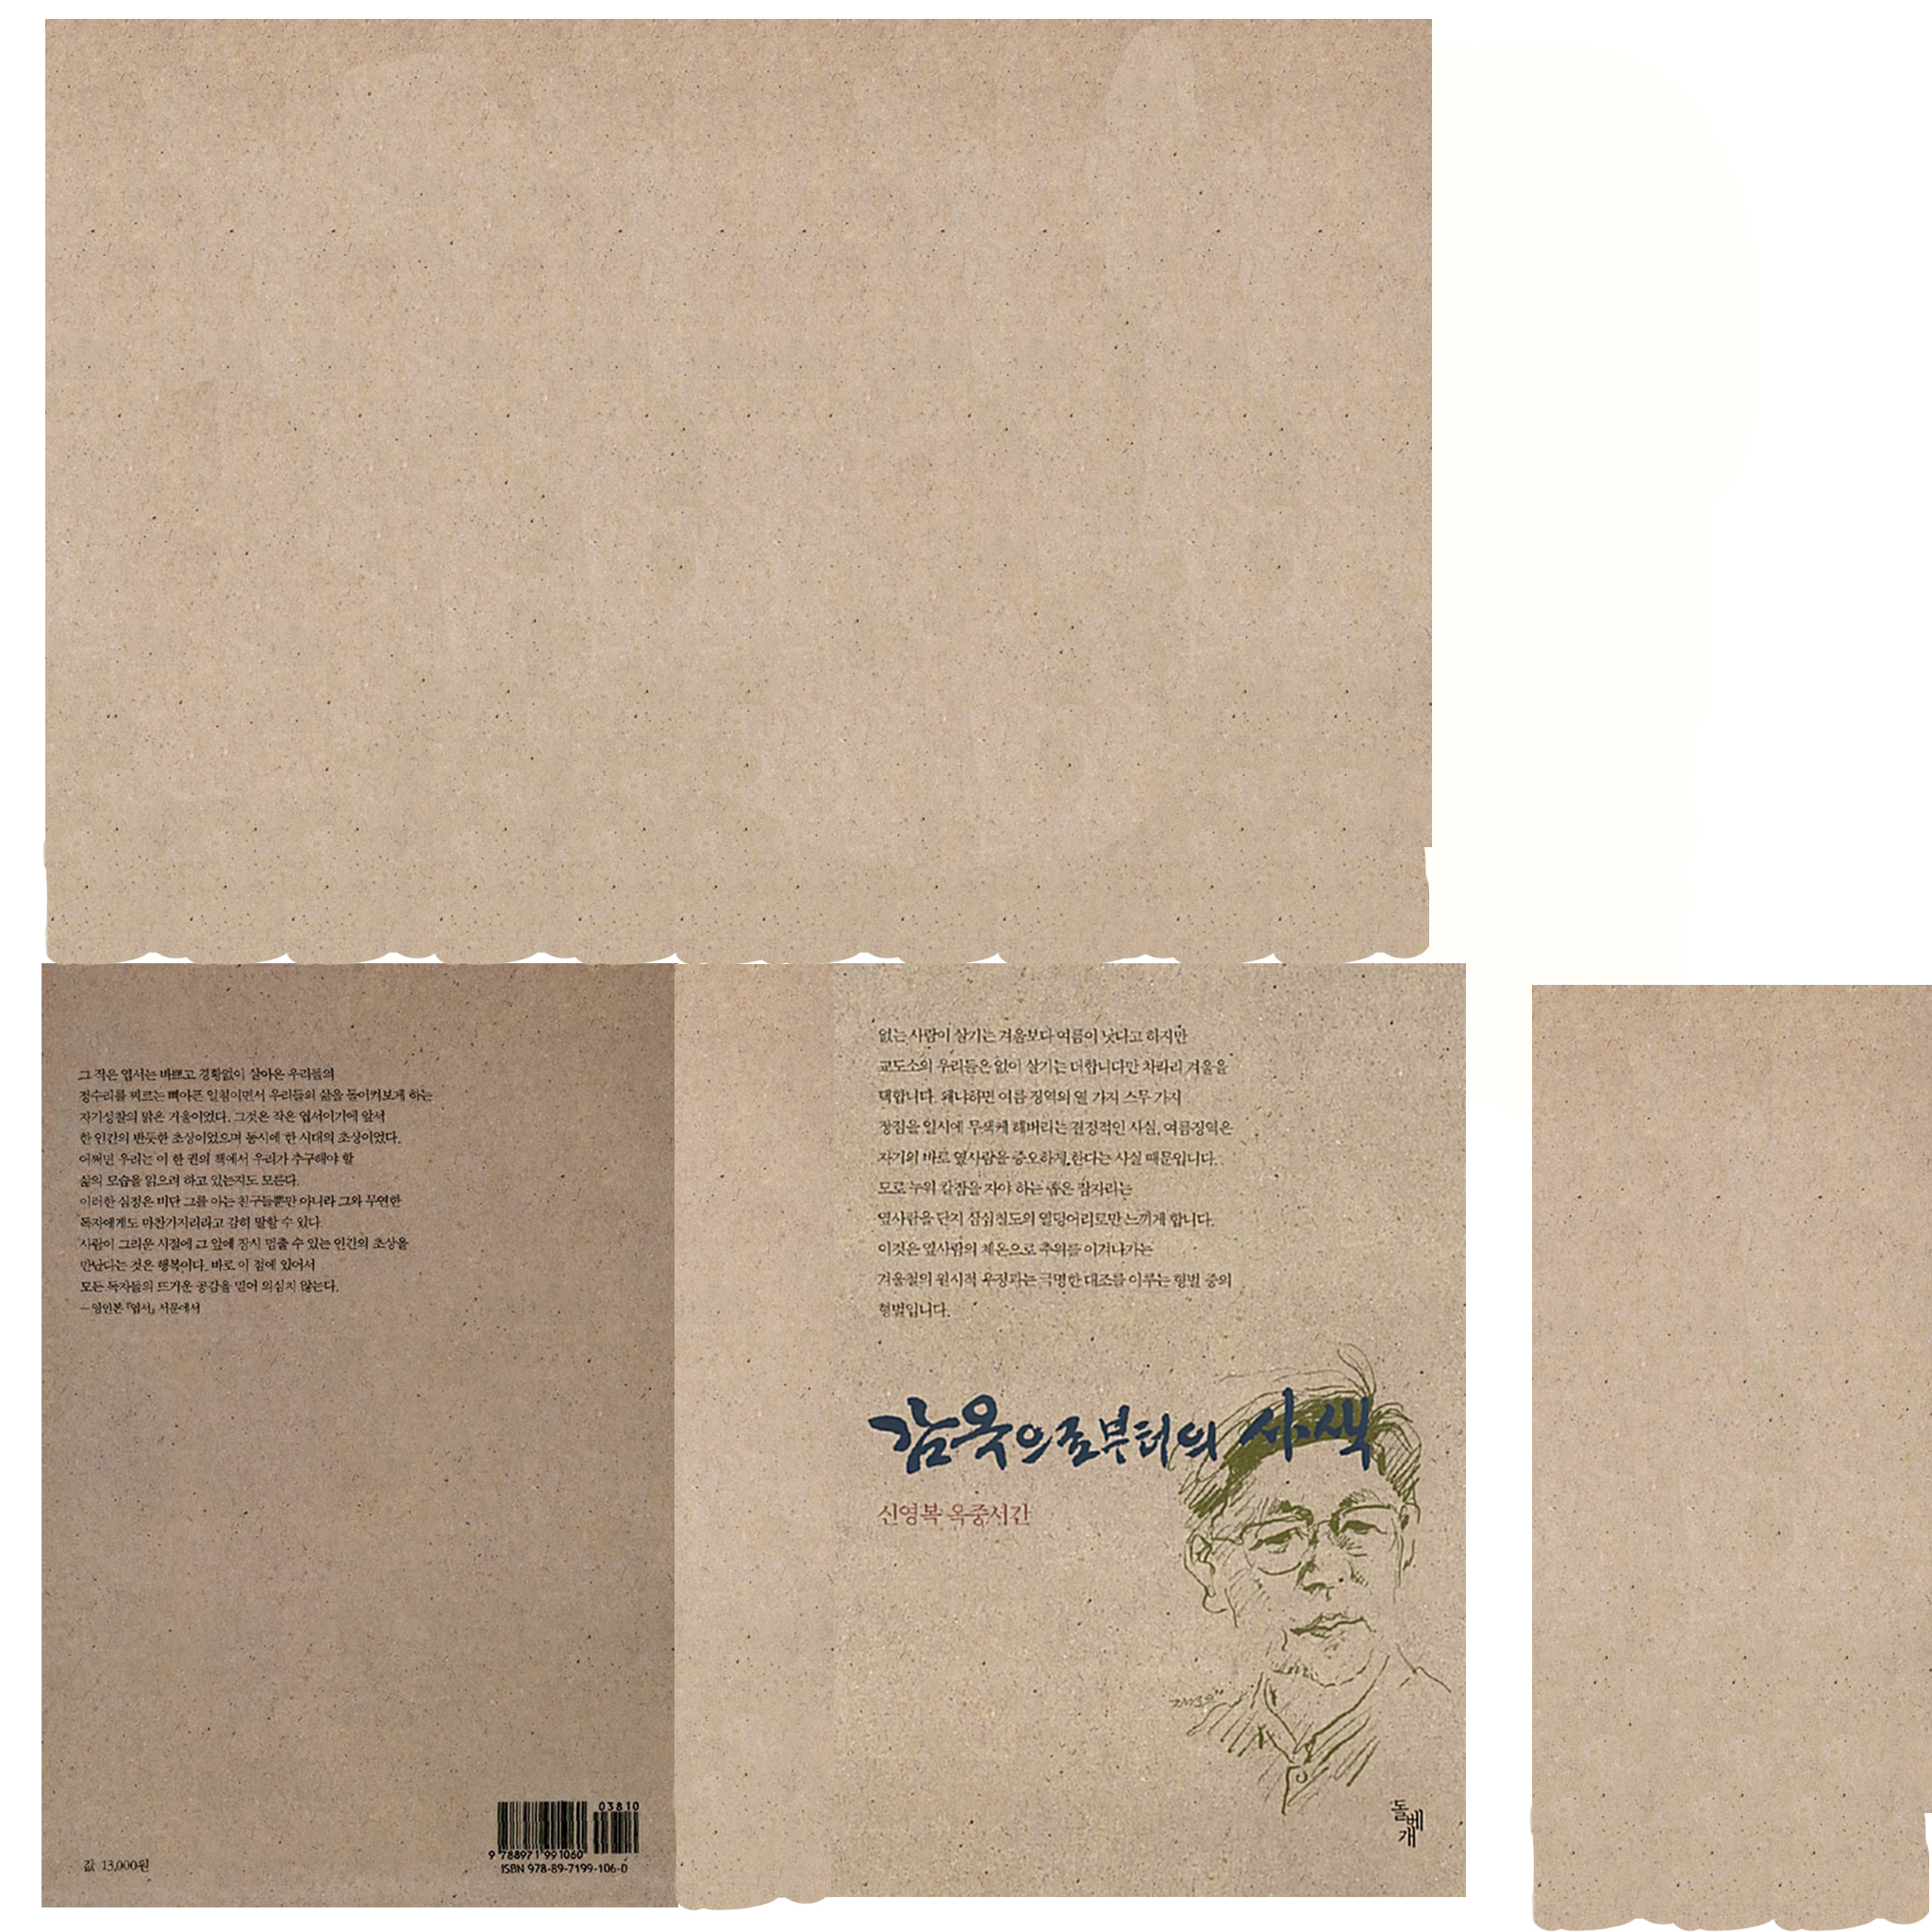 그 작은 엽서는 바쁘고 경황없이 살아온 우리들의
정수리를 찌르는 뼈아픈 일침이면서 우리들의 삶을 돌이켜보게 하는
자기성찰의 맑은 거울이었다. 그것은 작은 엽서이기에 앞서
한 인간의 반듯한 초상이었으며 동시에 한 시대의 초상이었다.
어쩌면 우리는 이 한 권의 책에서 우리가 추구해야 할
삶의 모습을 읽으려 하고 있는지도 모른다.
이러한 심정은 비단 그를 아는 친구들뿐만 아니라 그와 무연한
독자에게도 마찬가지리라고 감히 말할 수 있다.
사람이 그리운 시절에 그 앞에 잠시 멈출 수 있는 인간의 초상을
만난다는 것은 행복이다. 바로 이 점에 있어서
모든 독자들의 뜨거운 공감을 믿어 의심치 않는다.
— 영인본 『엽서』 서문에서
값 13,000원
03810
9 788971 991060
ISBN 978-89-7199-106-0
없는 사람이 살기는 겨울보다 여름이 낫다고 하지만
교도소의 우리들은 없이 살기는 더합니다만 차라리 겨울을
택합니다. 왜냐하면 여름 징역의 열 가지 스무 가지
장점을 일시에 무색케 해버리는 결정적인 사실, 여름징역은
자기의 바로 옆사람을 증오하게 한다는 사실 때문입니다.
모로 누워 칼잠을 자야 하는 좁은 잠자리는
옆사람을 단지 삼십칠도의 열덩어리로만 느끼게 합니다.
이것은 옆사람의 체온으로 추위를 이겨나가는
겨울철의 원시적 우정과는 극명한 대조를 이루는 형벌 중의
형벌입니다.
감옥으로부터의 사색
신영복 옥중서간
돌베개